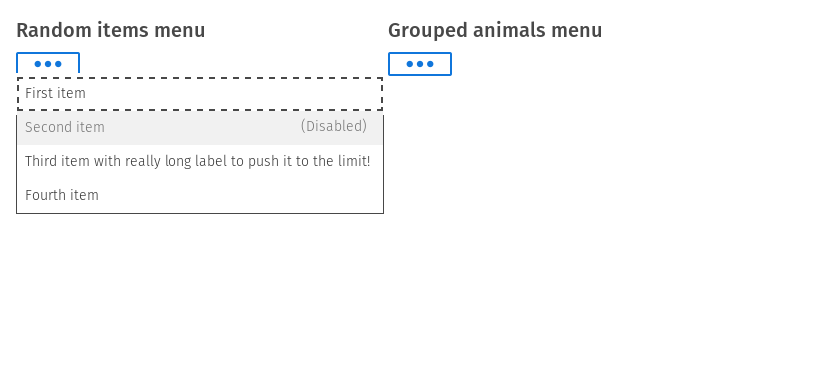 Random items menu
Grouped animals menu
First item
Second item (Disabled)
Third item with really long label to push it to the limit!
Fourth item